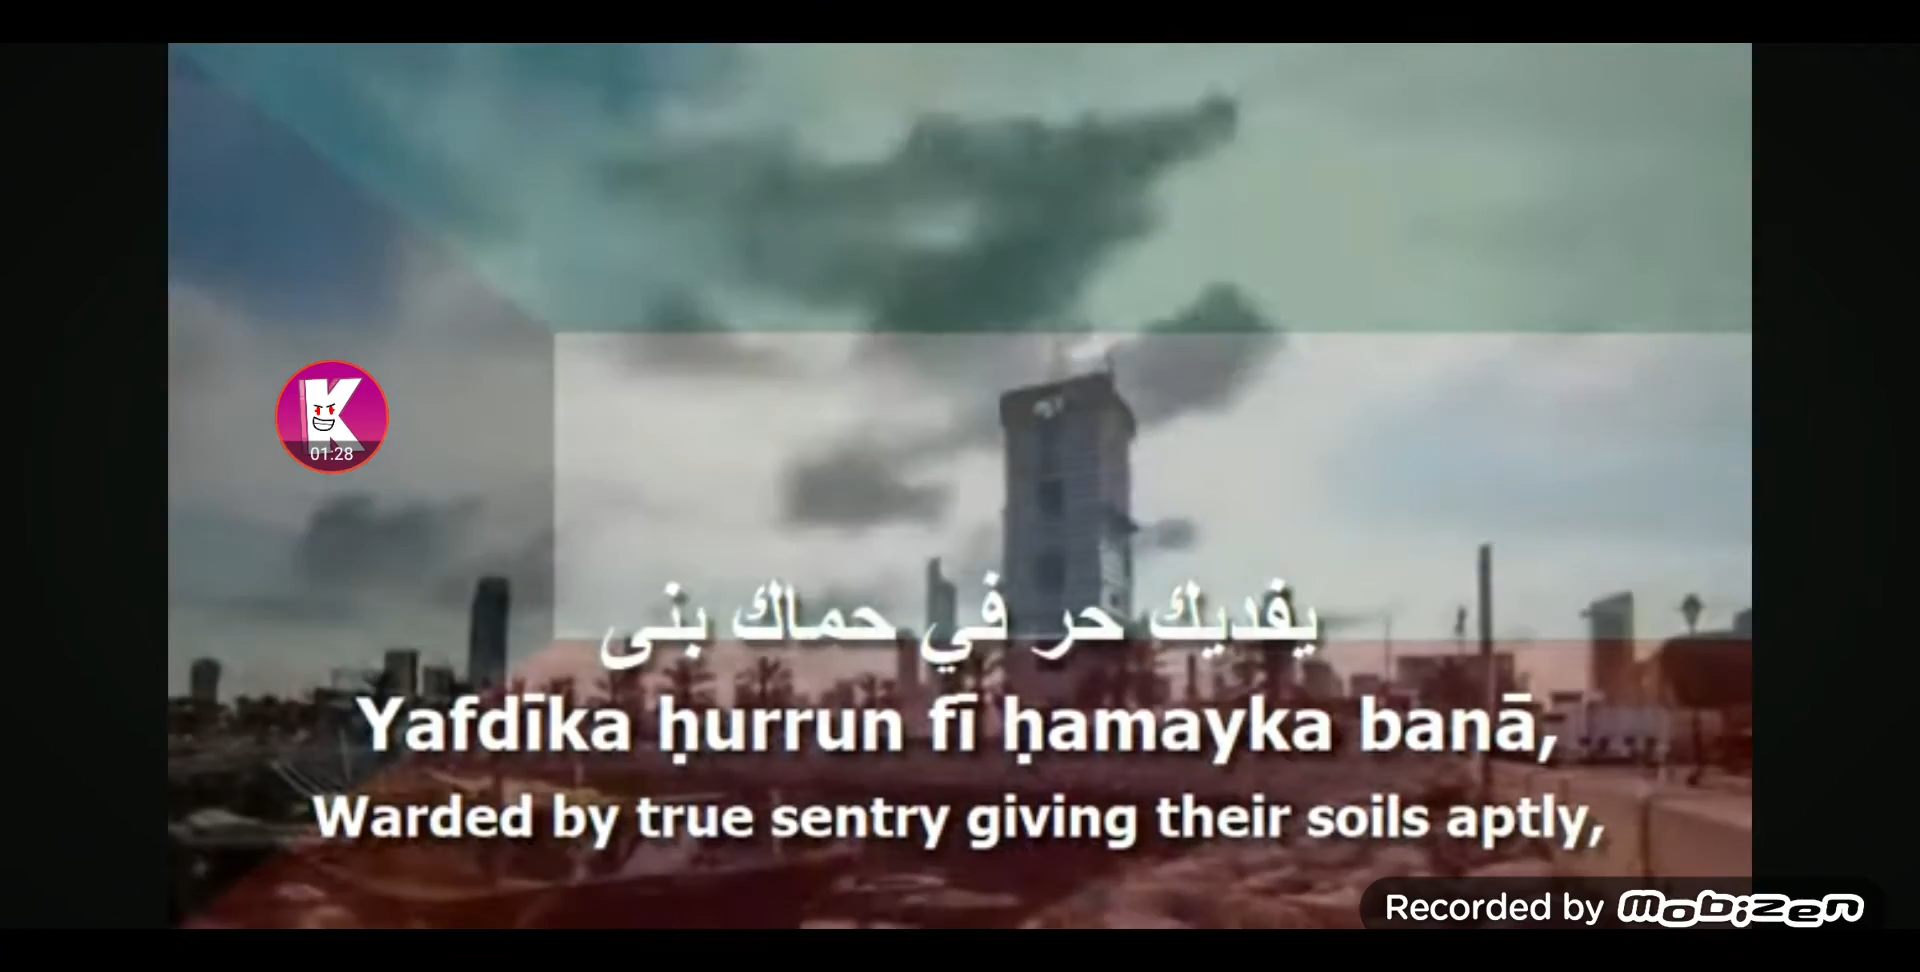 K
01:28
يفديك حر في حماك بنى
Yafdīka ḥurrun fī ḥamayka banā,
Warded by true sentry giving their soils aptly,
Recorded by Mobizen